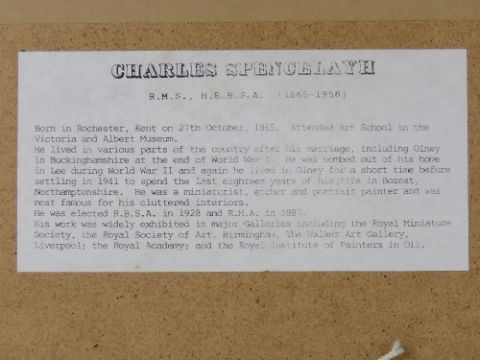 CHARLES SPENCELAYH
R.M.S., H.R.B.S.A. (1865-1958)
Born in Rochester, Kent on 27th October, 1865. Attended Art School in the
Victoria and Albert Museum.
He lived in various parts of the country after his marriage, including Olney
in Buckinghamshire at the end of World War I. He was bombed out of his home
in Lee during World War II and again he lived in Olney for a short time before
settling in 1941 to spend the last eighteen years of his life in Bozeat,
Northamptonshire. He was a miniaturist, etcher and portrait painter and was
most famous for his cluttered interiors.
He was elected R.B.S.A. in 1928 and R.M.A. in
His work was widely exhibited in major Galleries including the Royal Miniature
Society, the Royal Society of Art, Birmingham, The Walker Art Gallery,
Liverpool; the Royal Academy; and the Royal Institute of Painters in Oil.